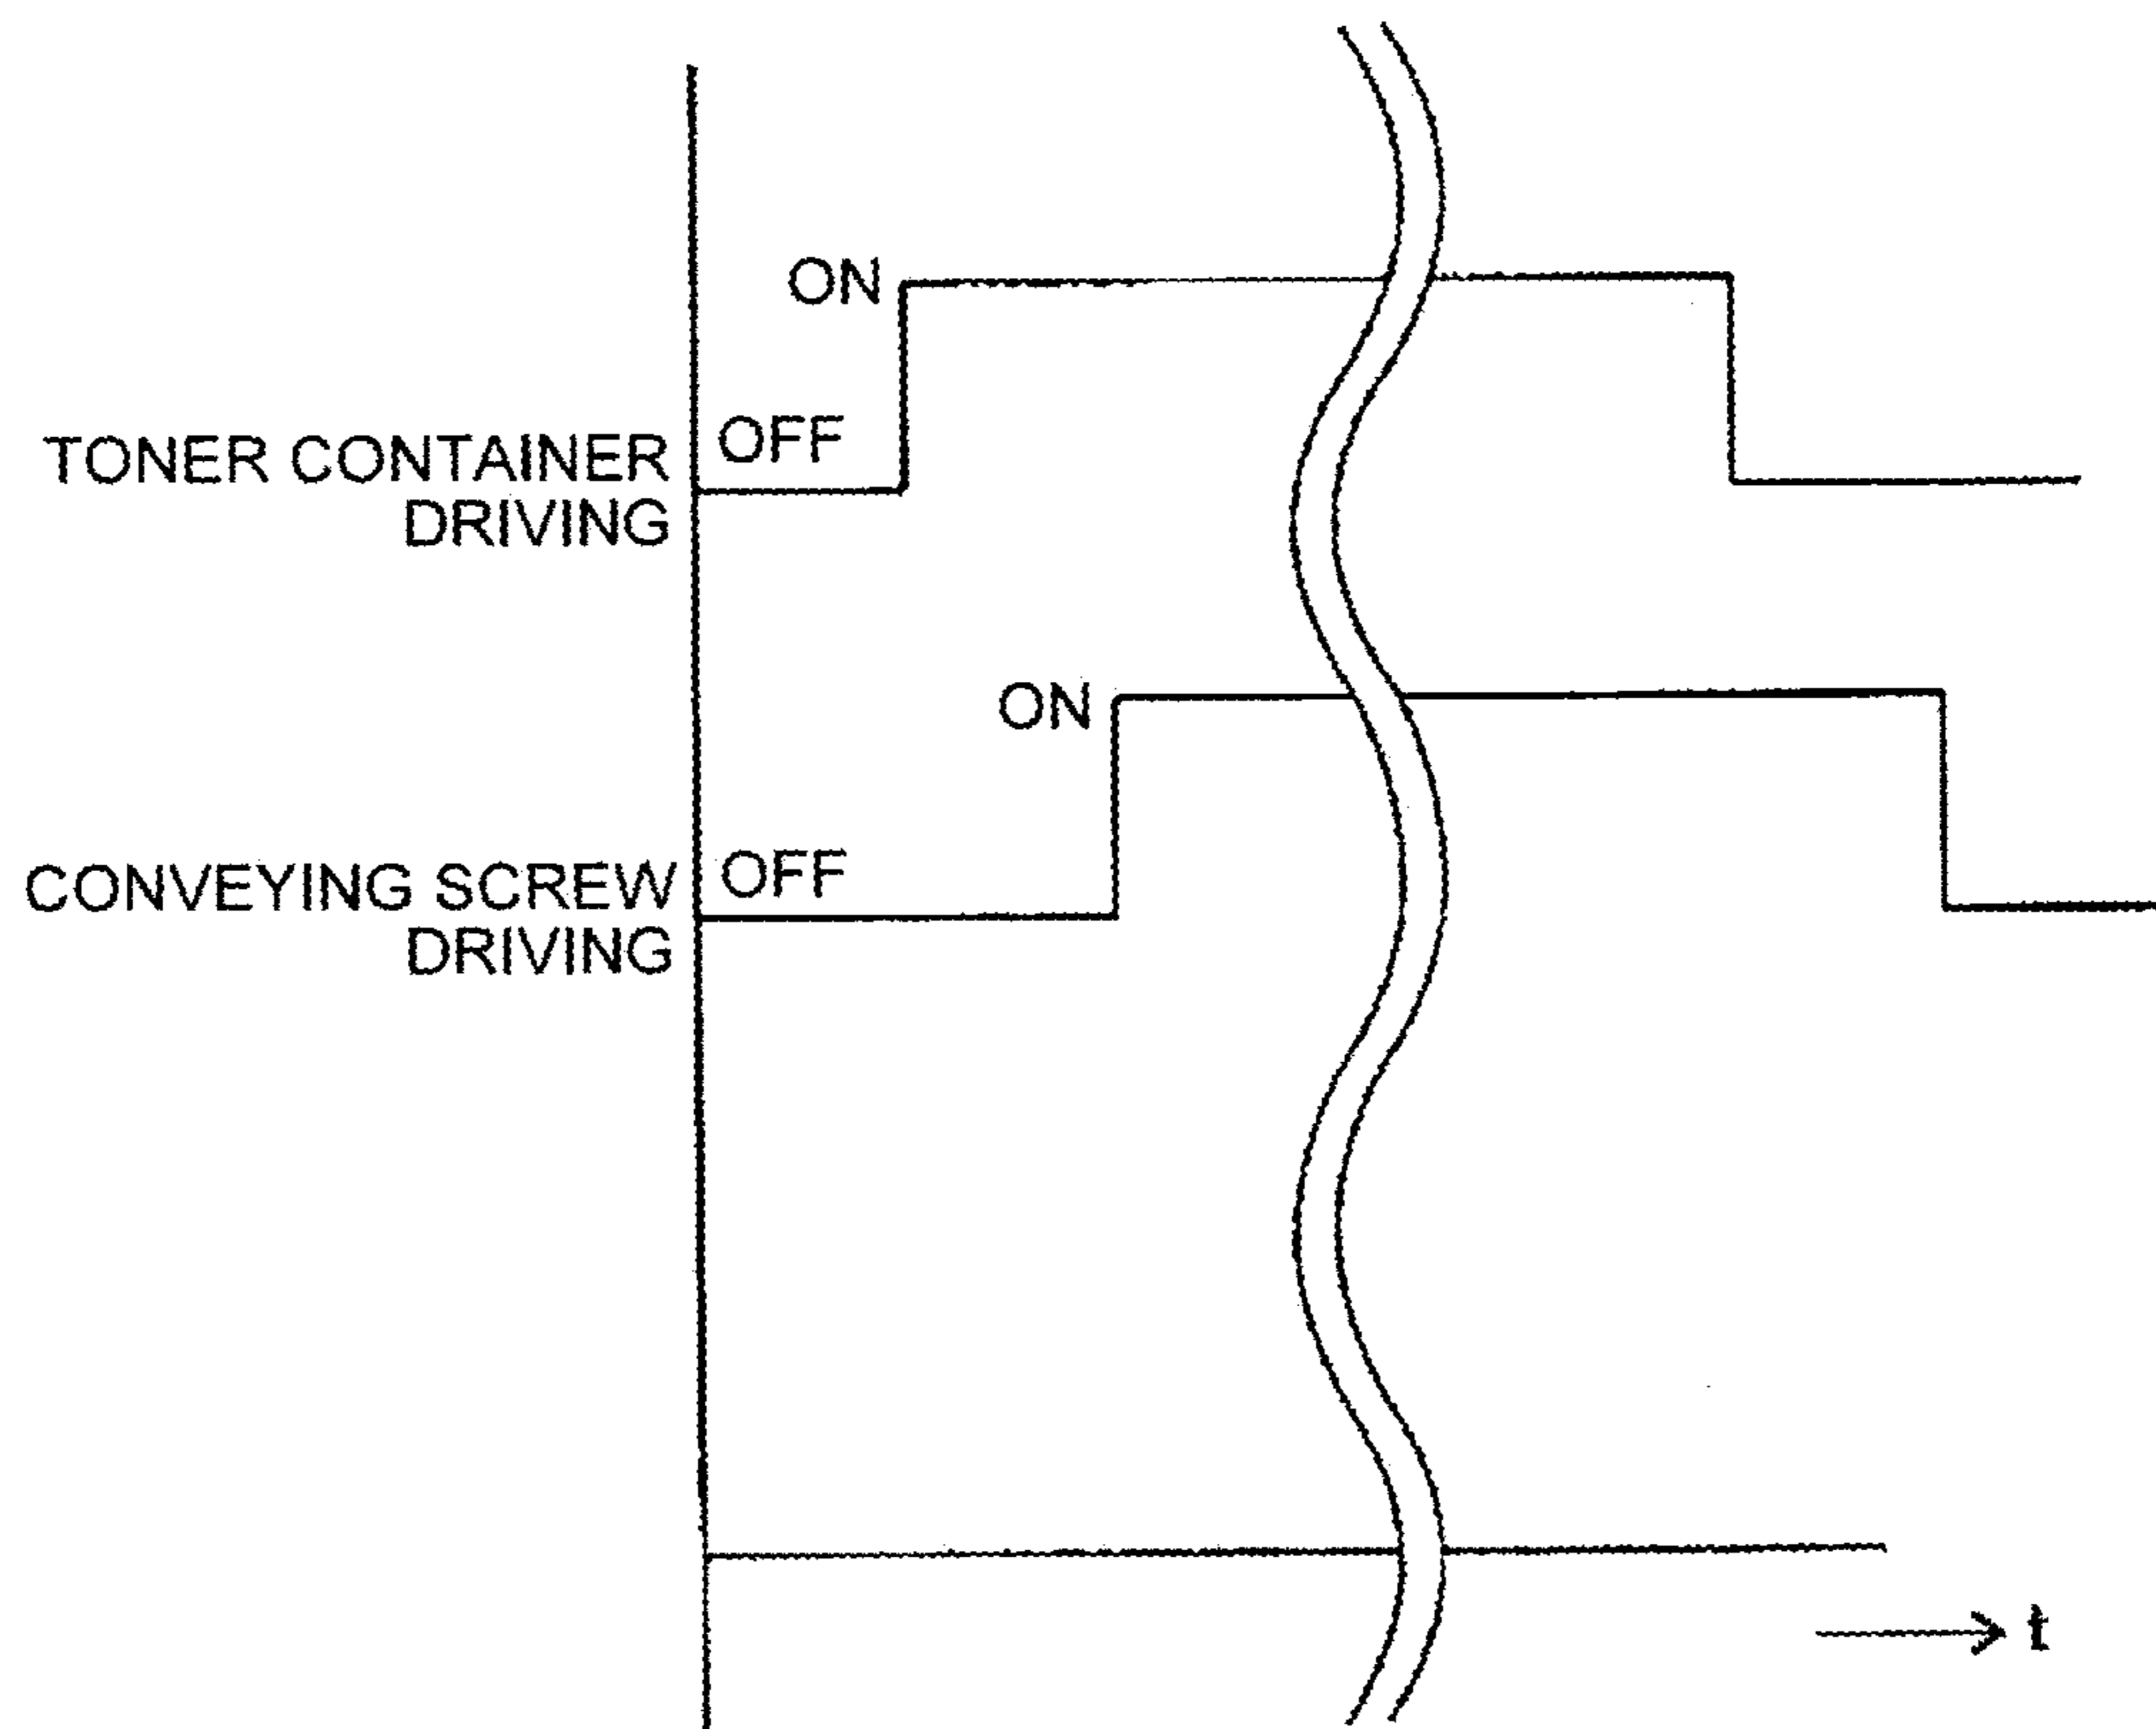 ON
OFF
TONER CONTAINER
DRIVING
ON
OFF
CONVEYING SCREW
DRIVING
t